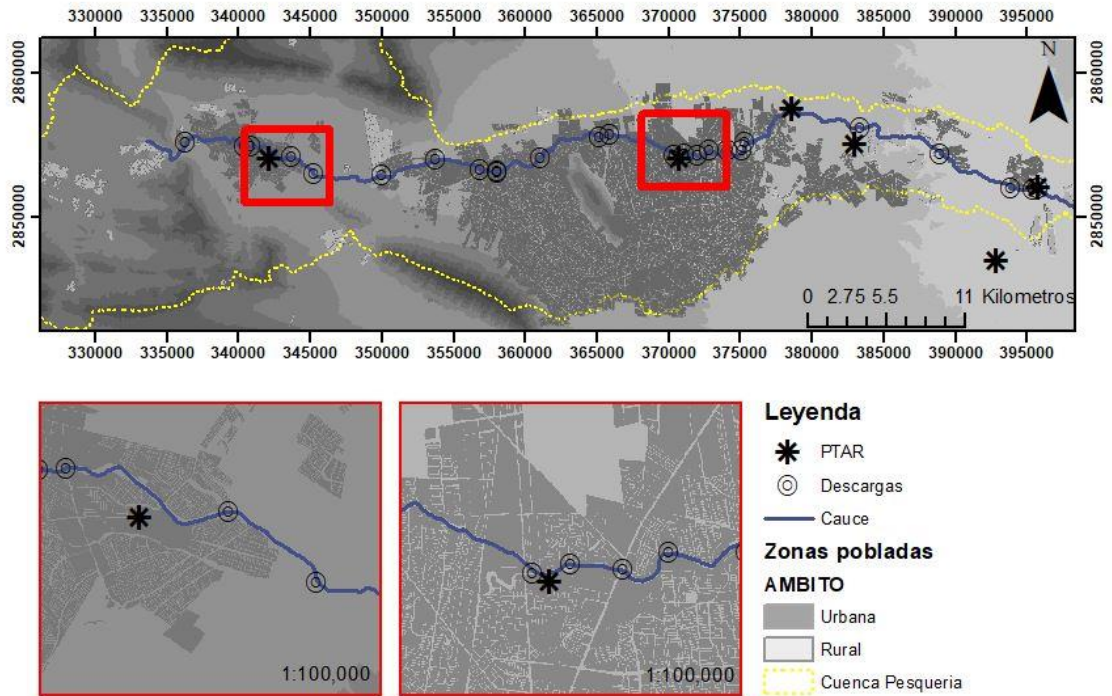 330000 335000 340000 345000 350000 355000 360000 365000 370000 375000 380000 385000 390000 395000
2860000 2860000
N
2850000 2850000
0 2.75 5.5 11 Kilometros
330000 335000 340000 345000 350000 355000 360000 365000 370000 375000 380000 385000 390000 395000
1:100,000
1:100,000
Leyenda
PTAR
Descargas
Cauce
Zonas pobladas
AMBITO
Urbana
Rural
Cuenca Pesqueria